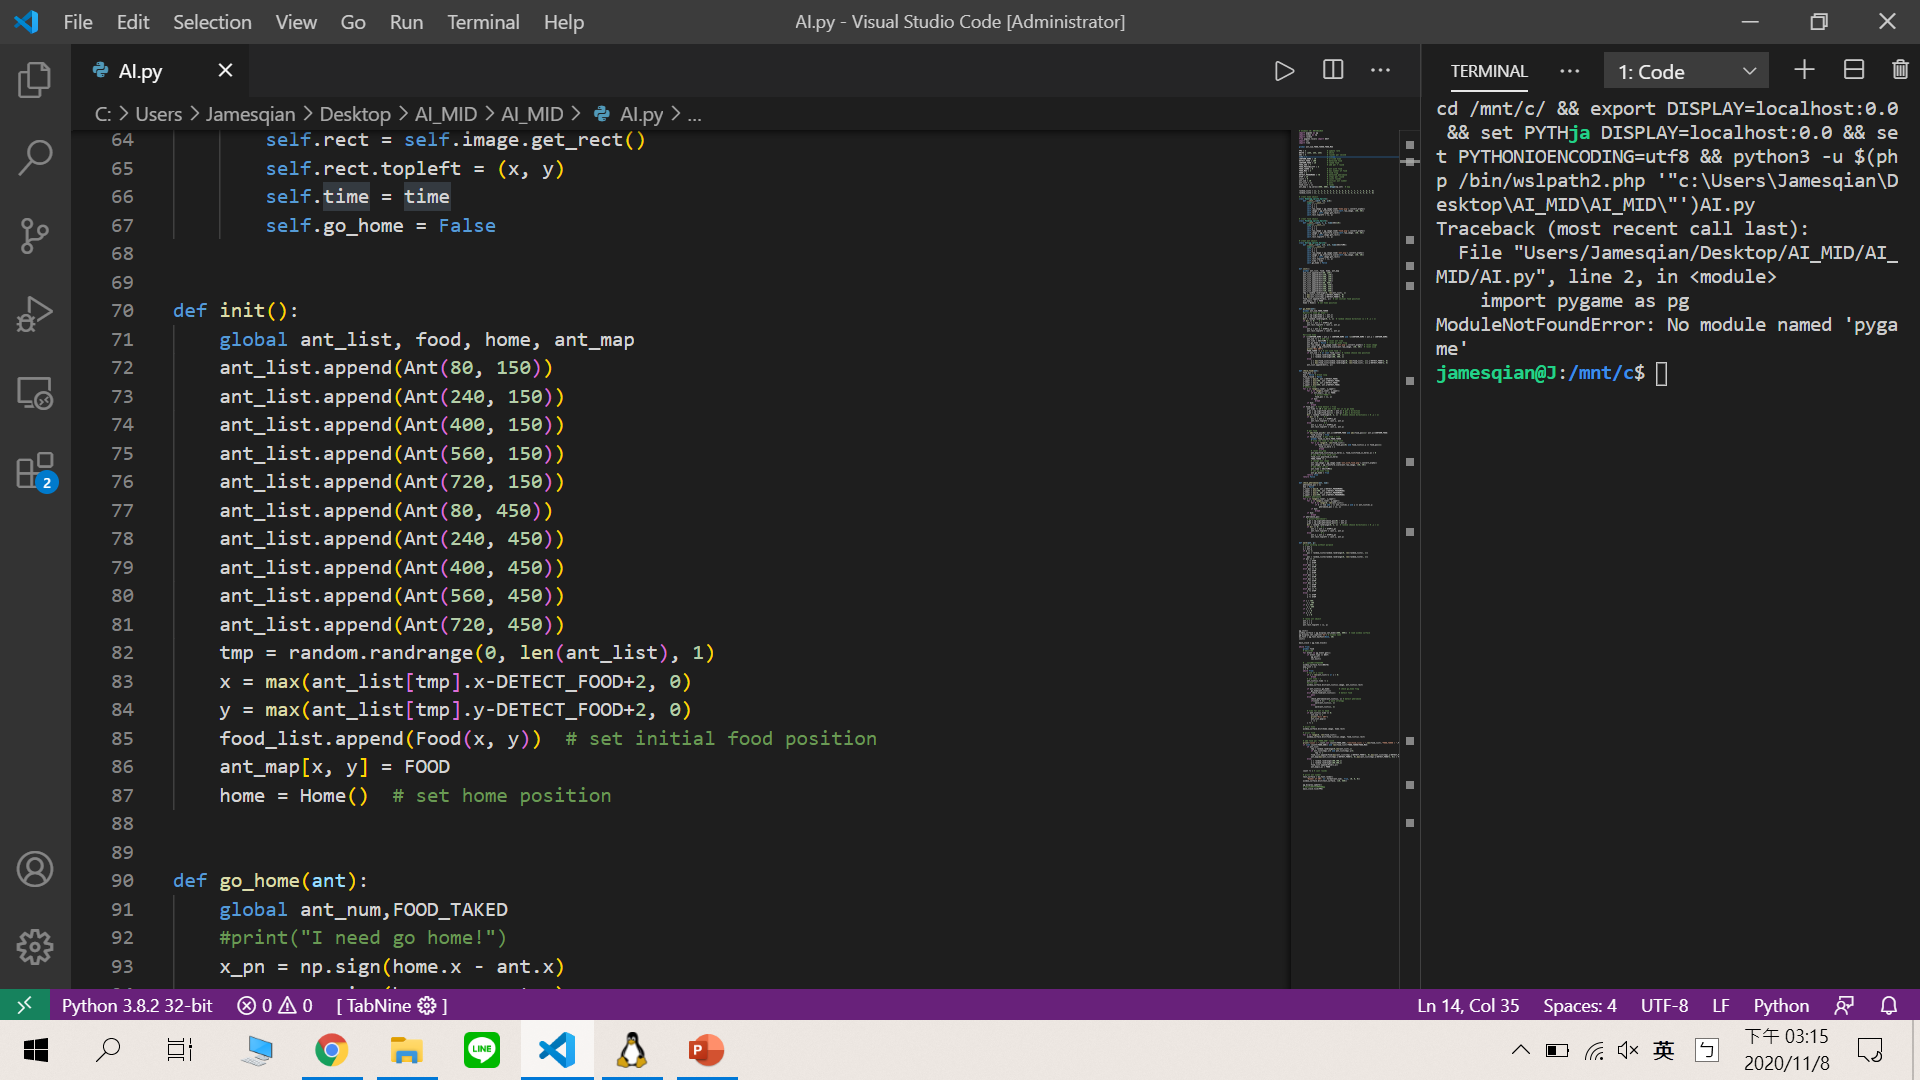 File Edit Selection View Go Run Terminal Help AI.py - Visual Studio Code [Administrator]
AI.py
TERMINAL 1: Code
C: > Users > Jamesqian > Desktop > AI_MID > AI_MID > AI.py > ...
64 self.rect = self.image.get_rect()
65 self.rect.topleft = (x, y)
66 self.time = time
67 self.go_home = False
68
69
70 def init():
71 global ant_list, food, home, ant_map
72 ant_list.append(Ant(80, 150))
73 ant_list.append(Ant(240, 150))
74 ant_list.append(Ant(400, 150))
75 ant_list.append(Ant(560, 150))
76 ant_list.append(Ant(720, 150))
77 ant_list.append(Ant(80, 450))
78 ant_list.append(Ant(240, 450))
79 ant_list.append(Ant(400, 450))
80 ant_list.append(Ant(560, 450))
81 ant_list.append(Ant(720, 450))
82 tmp = random.randrange(0, len(ant_list), 1)
83 x = max(ant_list[tmp].x-DETECT_FOOD+2, 0)
84 y = max(ant_list[tmp].y-DETECT_FOOD+2, 0)
85 food_list.append(Food(x, y)) # set initial food position
86 ant_map[x, y] = FOOD
87 home = Home() # set home position
88
89
90 def go_home(ant):
91 global ant_num,FOOD_TAKED
92 #print("I need go home!")
93 x_pn = np.sign(home.x - ant.x)
cd /mnt/c/ && export DISPLAY=localhost:0.0
&& set PYTHja DISPLAY=localhost:0.0 && se
t PYTHONIOENCODING=utf8 && python3 -u $(ph
p /bin/wslpath2.php '"c:\Users\Jamesqian\D
esktop\AI_MID\AI_MID\"')AI.py
Traceback (most recent call last):
File "Users/Jamesqian/Desktop/AI_MID/AI_
MID/AI.py", line 2, in <module>
import pygame as pg
ModuleNotFoundError: No module named 'pyga
me'
jamesqian@J:/mnt/c$
2
Python 3.8.2 32-bit 0 0 [ TabNine ] Ln 14, Col 35 Spaces: 4 UTF-8 LF Python
LINE
P
英
ㄅ
下午 03:15
2020/11/8